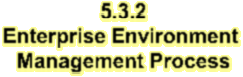 5.3.2
Enterprise Environment
Management Process